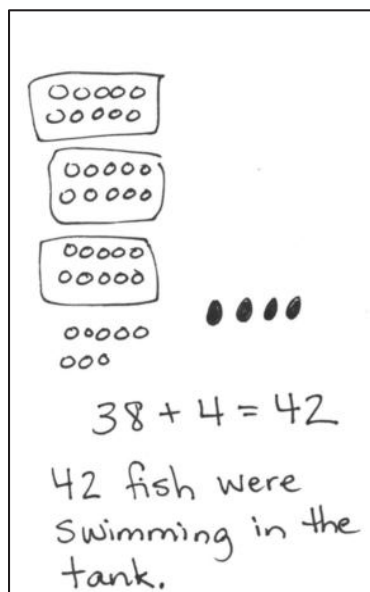 38 + 4 = 42
42 fish were
swimming in the
tank.